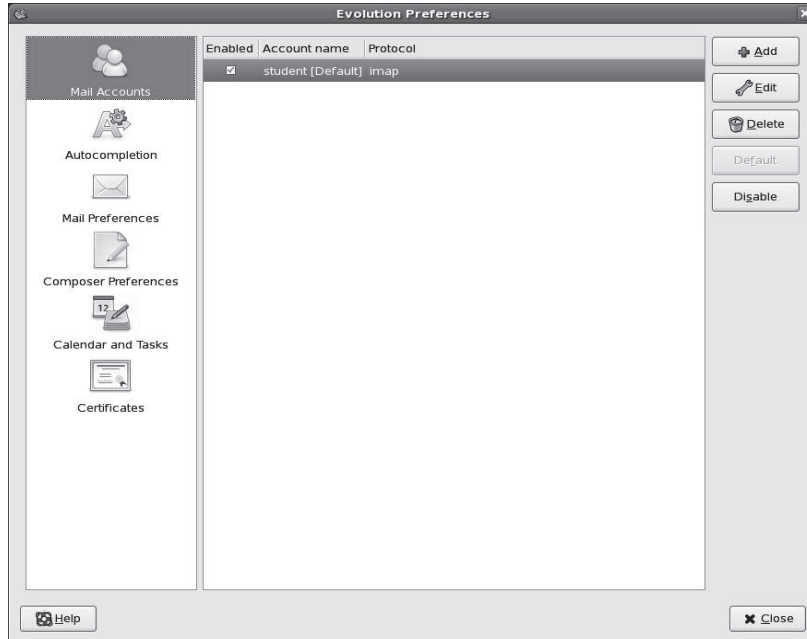 Evolution Preferences
Mail Accounts
Autocompletion
Mail Preferences
12
Composer Preferences
Calendar and Tasks
Certificates
Enabled Account name Protocol
student [Default] imap
Add
Edit
Delete
Default
Disable
Help
Close